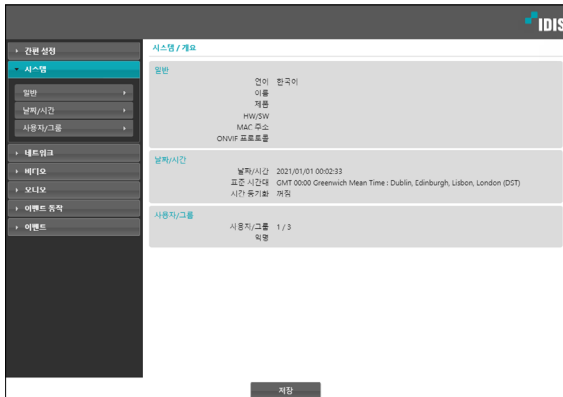 IDIS
간편 설정
시스템
일반
날짜/시간
사용자/그룹
네트워크
비디오
오디오
이벤트 동작
이벤트
시스템 / 개요
일반
언어 한국어
이름
제품
HW/SW
MAC 주소
ONVIF 프로토콜
날짜/시간
날짜/시간 2021/01/01 00:02:33
표준 시간대 GMT 00:00 Greenwich Mean Time : Dublin, Edinburgh, Lisbon, London (DST)
시간 동기화 꺼짐
사용자/그룹
사용자/그룹 1 / 3
익명
저장